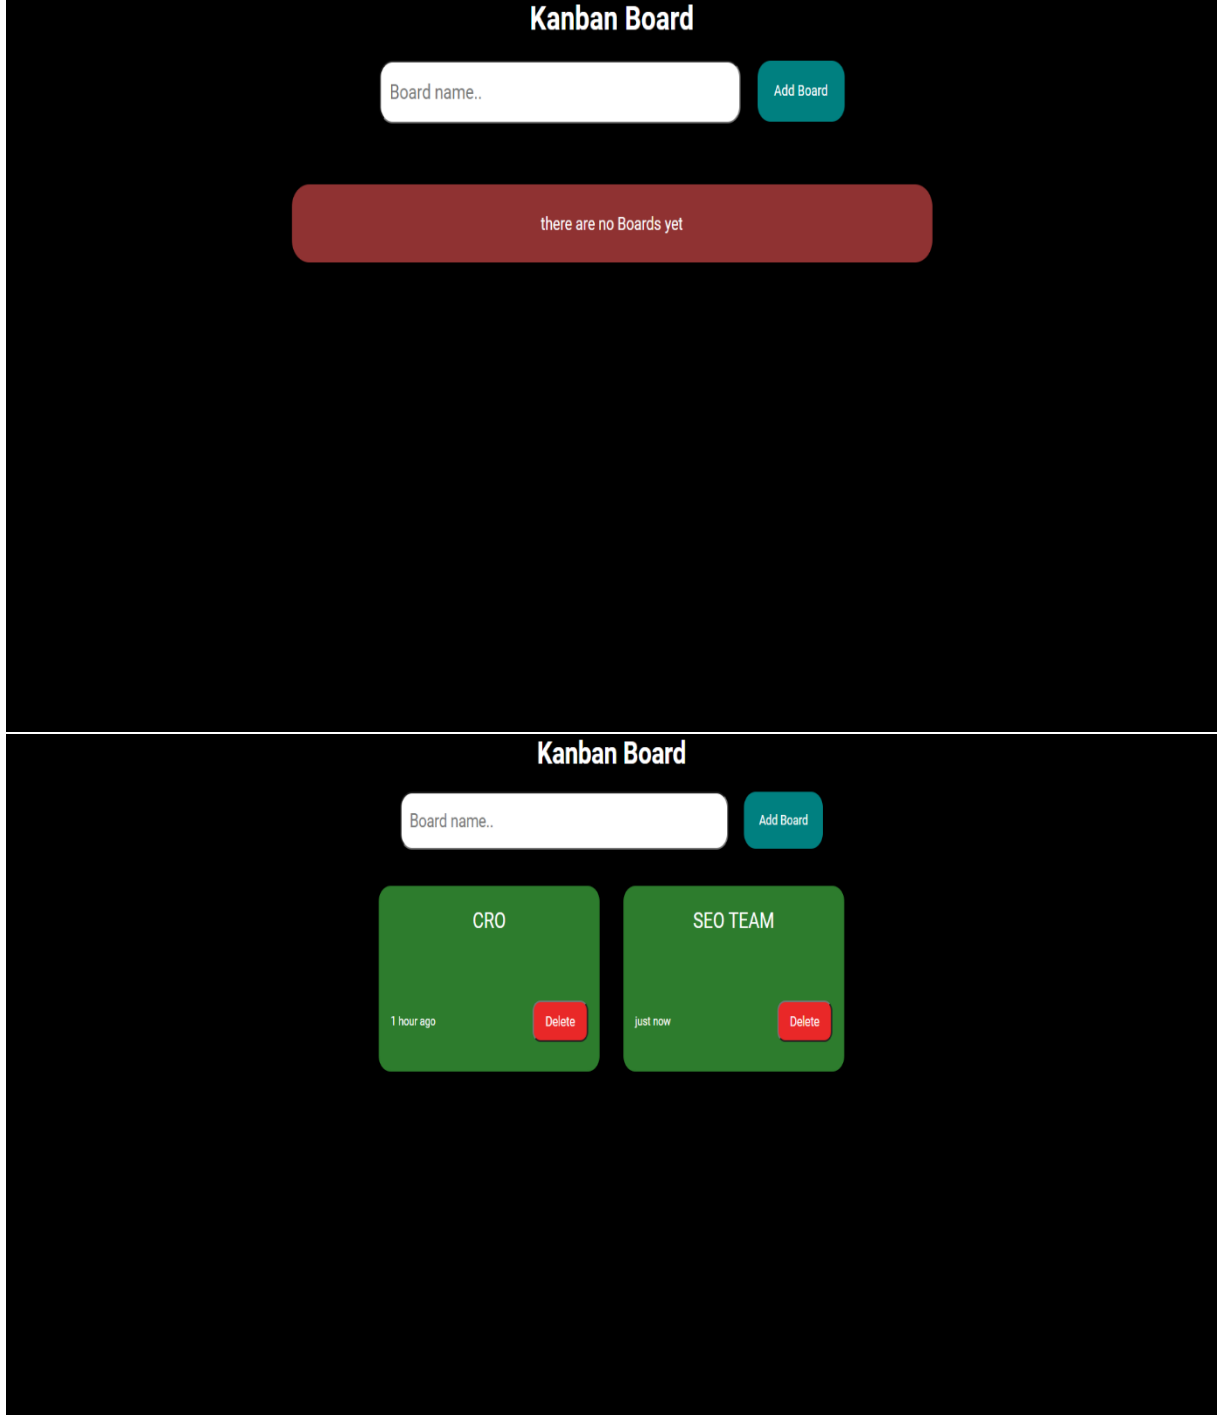 Kanban Board
Board name..
Add Board
there are no Boards yet
Kanban Board
Board name..
Add Board
CRO
SEO TEAM
1 hour ago
Delete
just now
Delete